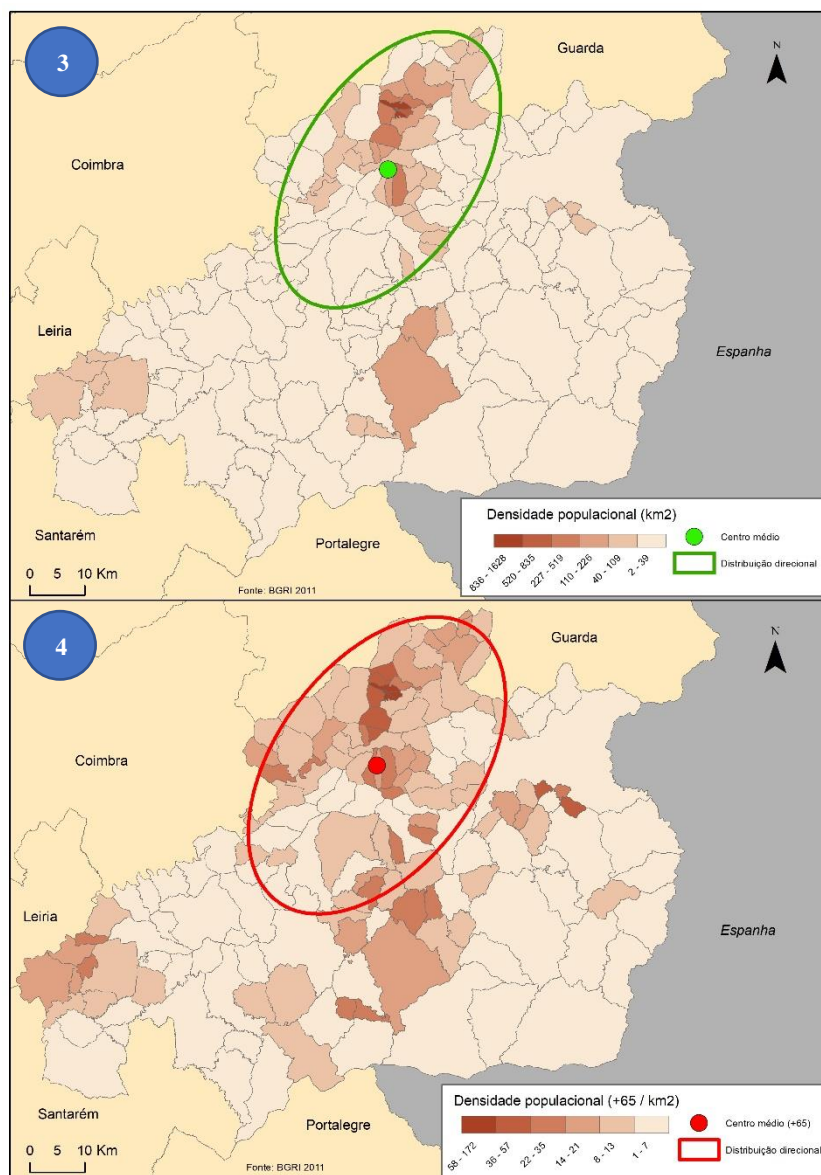 3
Guarda
N
Coimbra
Leiria
Espanha
Santarém
Portalegre
0 5 10 Km
Fonte: BGRI 2011
Densidade populacional (km2)
836 - 1628
520 - 835
227 - 519
110 - 226
40 - 109
2 - 39
Centro médio
Distribuição direcional
4
Guarda
N
Coimbra
Leiria
Espanha
Santarém
Portalegre
0 5 10 Km
Fonte: BGRI 2011
Densidade populacional (+65 / km2)
58 - 172
36 - 57
22 - 35
14 - 21
8 - 13
1 - 7
Centro médio (+65)
Distribuição direcional